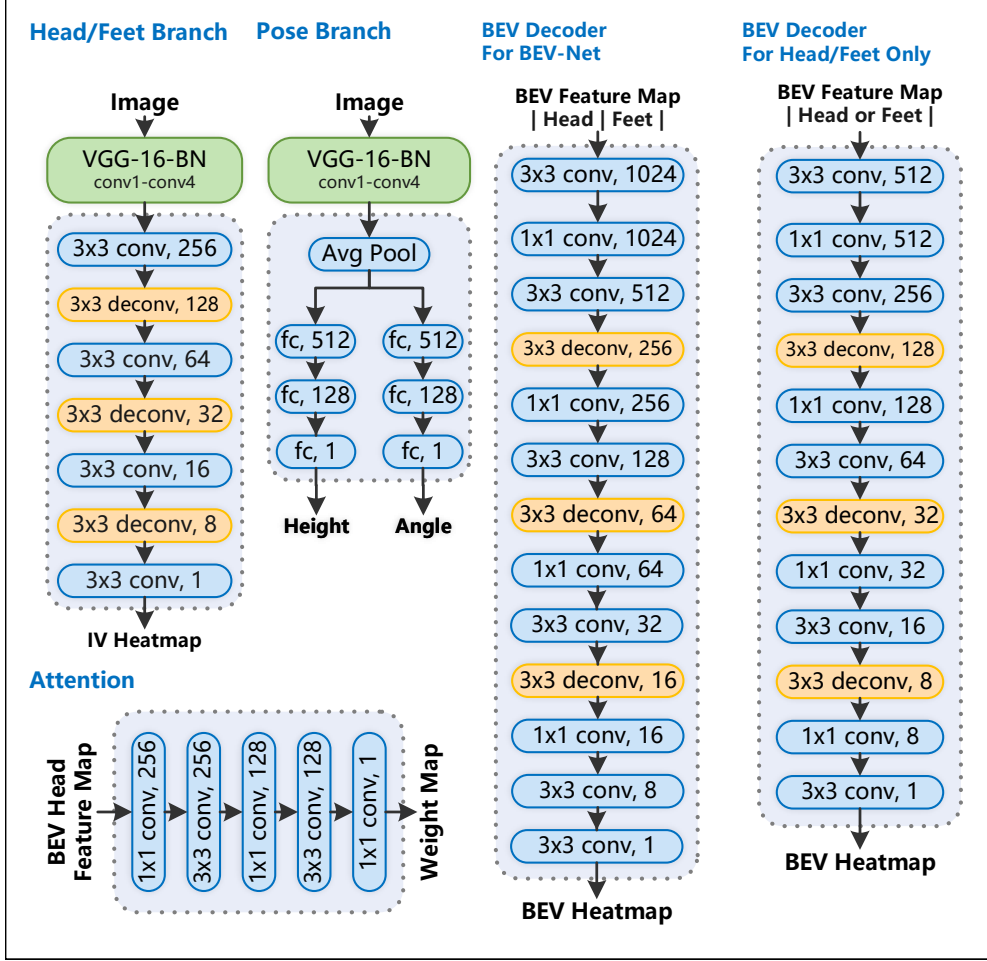 Head/Feet Branch
Image
VGG-16-BN
conv1-conv4
3x3 conv, 256
3x3 deconv, 128
3x3 conv, 64
3x3 deconv, 32
3x3 conv, 16
3x3 deconv, 8
3x3 conv, 1
IV Heatmap
Pose Branch
Image
VGG-16-BN
conv1-conv4
Avg Pool
fc, 512
fc, 128
fc, 1
Height
fc, 512
fc, 128
fc, 1
Angle
Attention
BEV Head
Feature Map
1x1 conv, 256
3x3 conv, 256
1x1 conv, 128
3x3 conv, 128
1x1 conv, 1
Weight Map
BEV Decoder
For BEV-Net
BEV Feature Map
| Head | Feet |
3x3 conv, 1024
1x1 conv, 1024
3x3 conv, 512
3x3 deconv, 256
1x1 conv, 256
3x3 conv, 128
3x3 deconv, 64
1x1 conv, 64
3x3 conv, 32
3x3 deconv, 16
1x1 conv, 16
3x3 conv, 8
3x3 conv, 1
BEV Heatmap
BEV Decoder
For Head/Feet Only
BEV Feature Map
| Head or Feet |
3x3 conv, 512
1x1 conv, 512
3x3 conv, 256
3x3 deconv, 128
1x1 conv, 128
3x3 conv, 64
3x3 deconv, 32
1x1 conv, 32
3x3 conv, 16
3x3 deconv, 8
1x1 conv, 8
3x3 conv, 1
BEV Heatmap